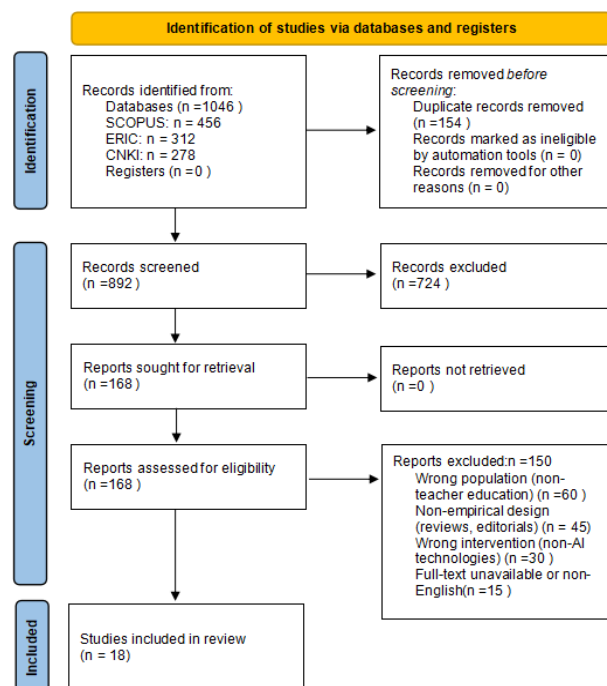 Identification of studies via databases and registers
Identification
Records identified from:
Databases (n =1046 )
SCOPUS: n = 456
ERIC: n = 312
CNKI: n = 278
Registers (n =0 )
Records removed before
screening:
Duplicate records removed
(n =154 )
Records marked as ineligible
by automation tools (n = 0)
Records removed for other
reasons (n = 0)
Screening
Records screened
(n =892 )
Records excluded
(n =724 )
Reports sought for retrieval
(n =168 )
Reports not retrieved
(n =0 )
Reports assessed for eligibility
(n =168 )
Reports excluded:n =150
Wrong population (non-
teacher education) (n =60 )
Non-empirical design
(reviews, editorials) (n = 45)
Wrong intervention (non-AI
technologies) (n =30 )
Full-text unavailable or non-
English(n =15 )
Included
Studies included in review
(n = 18)